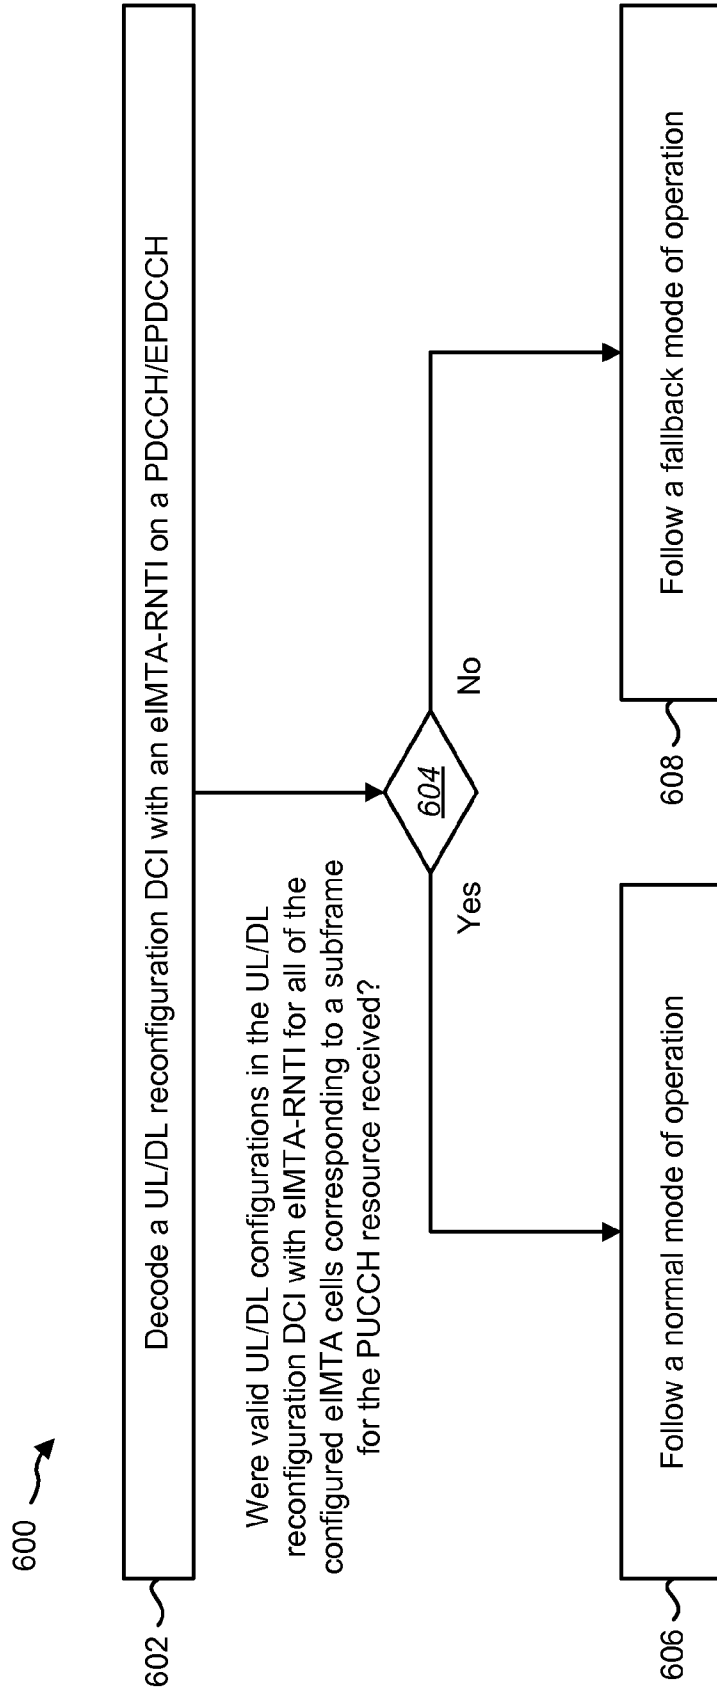 600
602
Decode a UL/DL reconfiguration DCI with an eIMTA-RNTI on a PDCCH/EPDCCH
Were valid UL/DL configurations in the UL/DL
reconfiguration DCI with eIMTA-RNTI for all of the
configured eIMTA cells corresponding to a subframe
for the PUCCH resource received?
604
Yes
No
606
Follow a normal mode of operation
608
Follow a fallback mode of operation